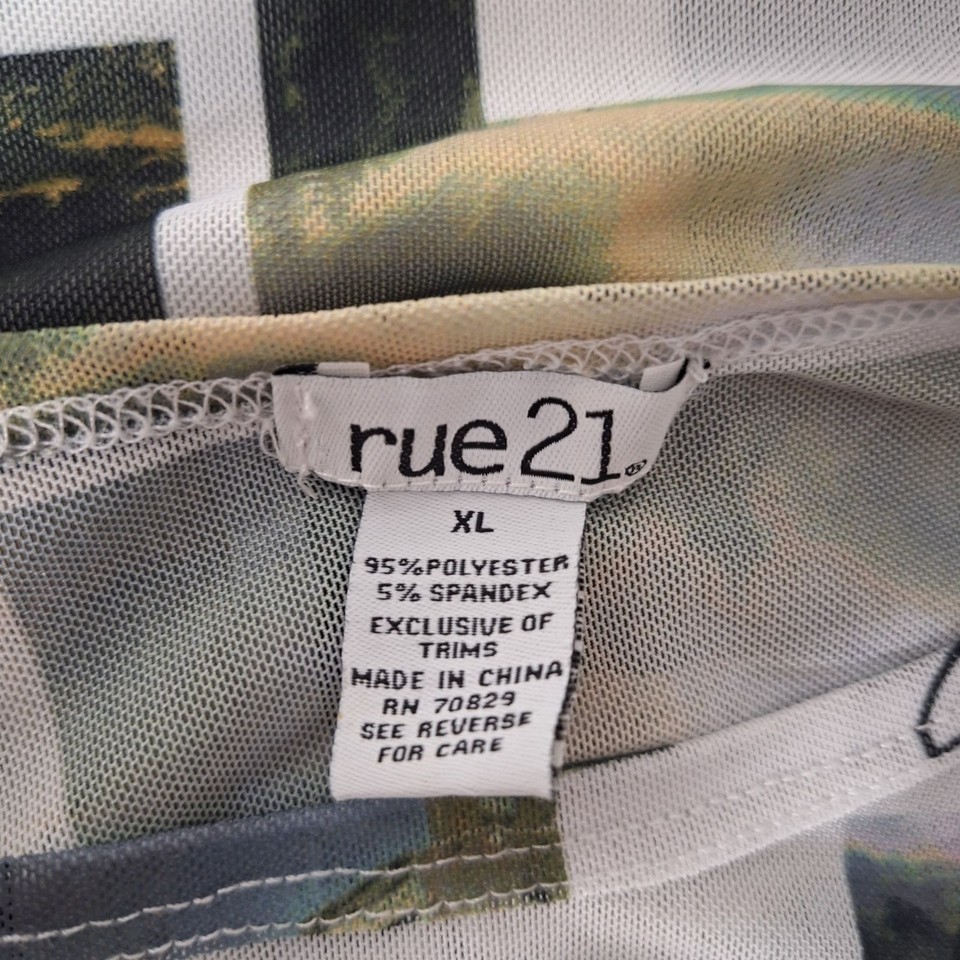 rue21®
XL
95%POLYESTER
5% SPANDEX
EXCLUSIVE OF
TRIMS
MADE IN CHINA
RN 70829
SEE REVERSE
FOR CARE